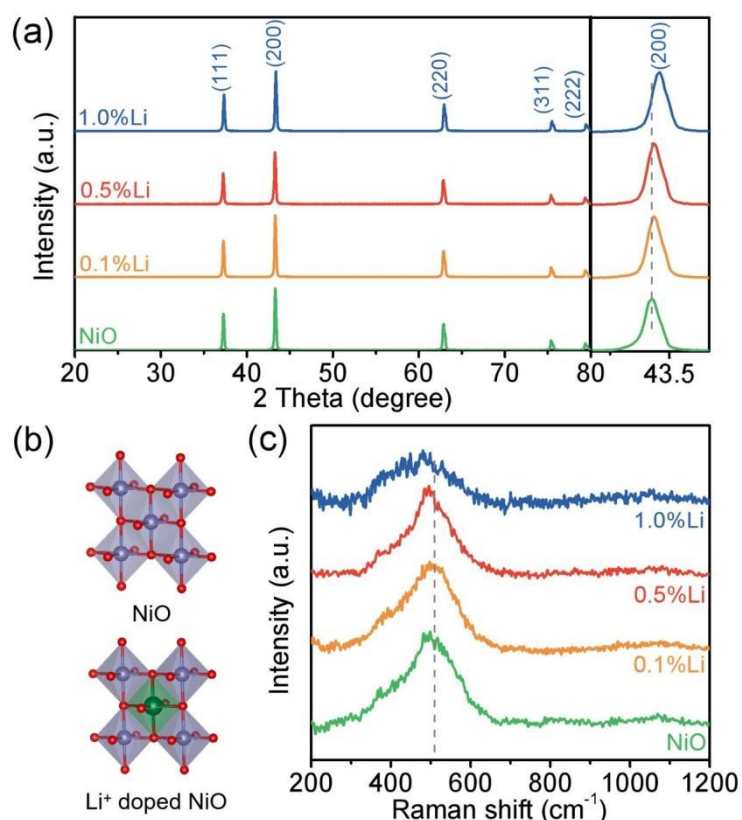 (a)
Intensity (a.u.)
(111)
(200)
(220)
(311)
(222)
(200)
1.0%Li
0.5%Li
0.1%Li
NiO
20 30 40 50 60 70 80 43.5
2 Theta (degree)
(b)
NiO
Li⁺ doped NiO
(c)
Intensity (a.u.)
1.0%Li
0.5%Li
0.1%Li
NiO
200 400 600 800 1000 1200
Raman shift (cm⁻¹)